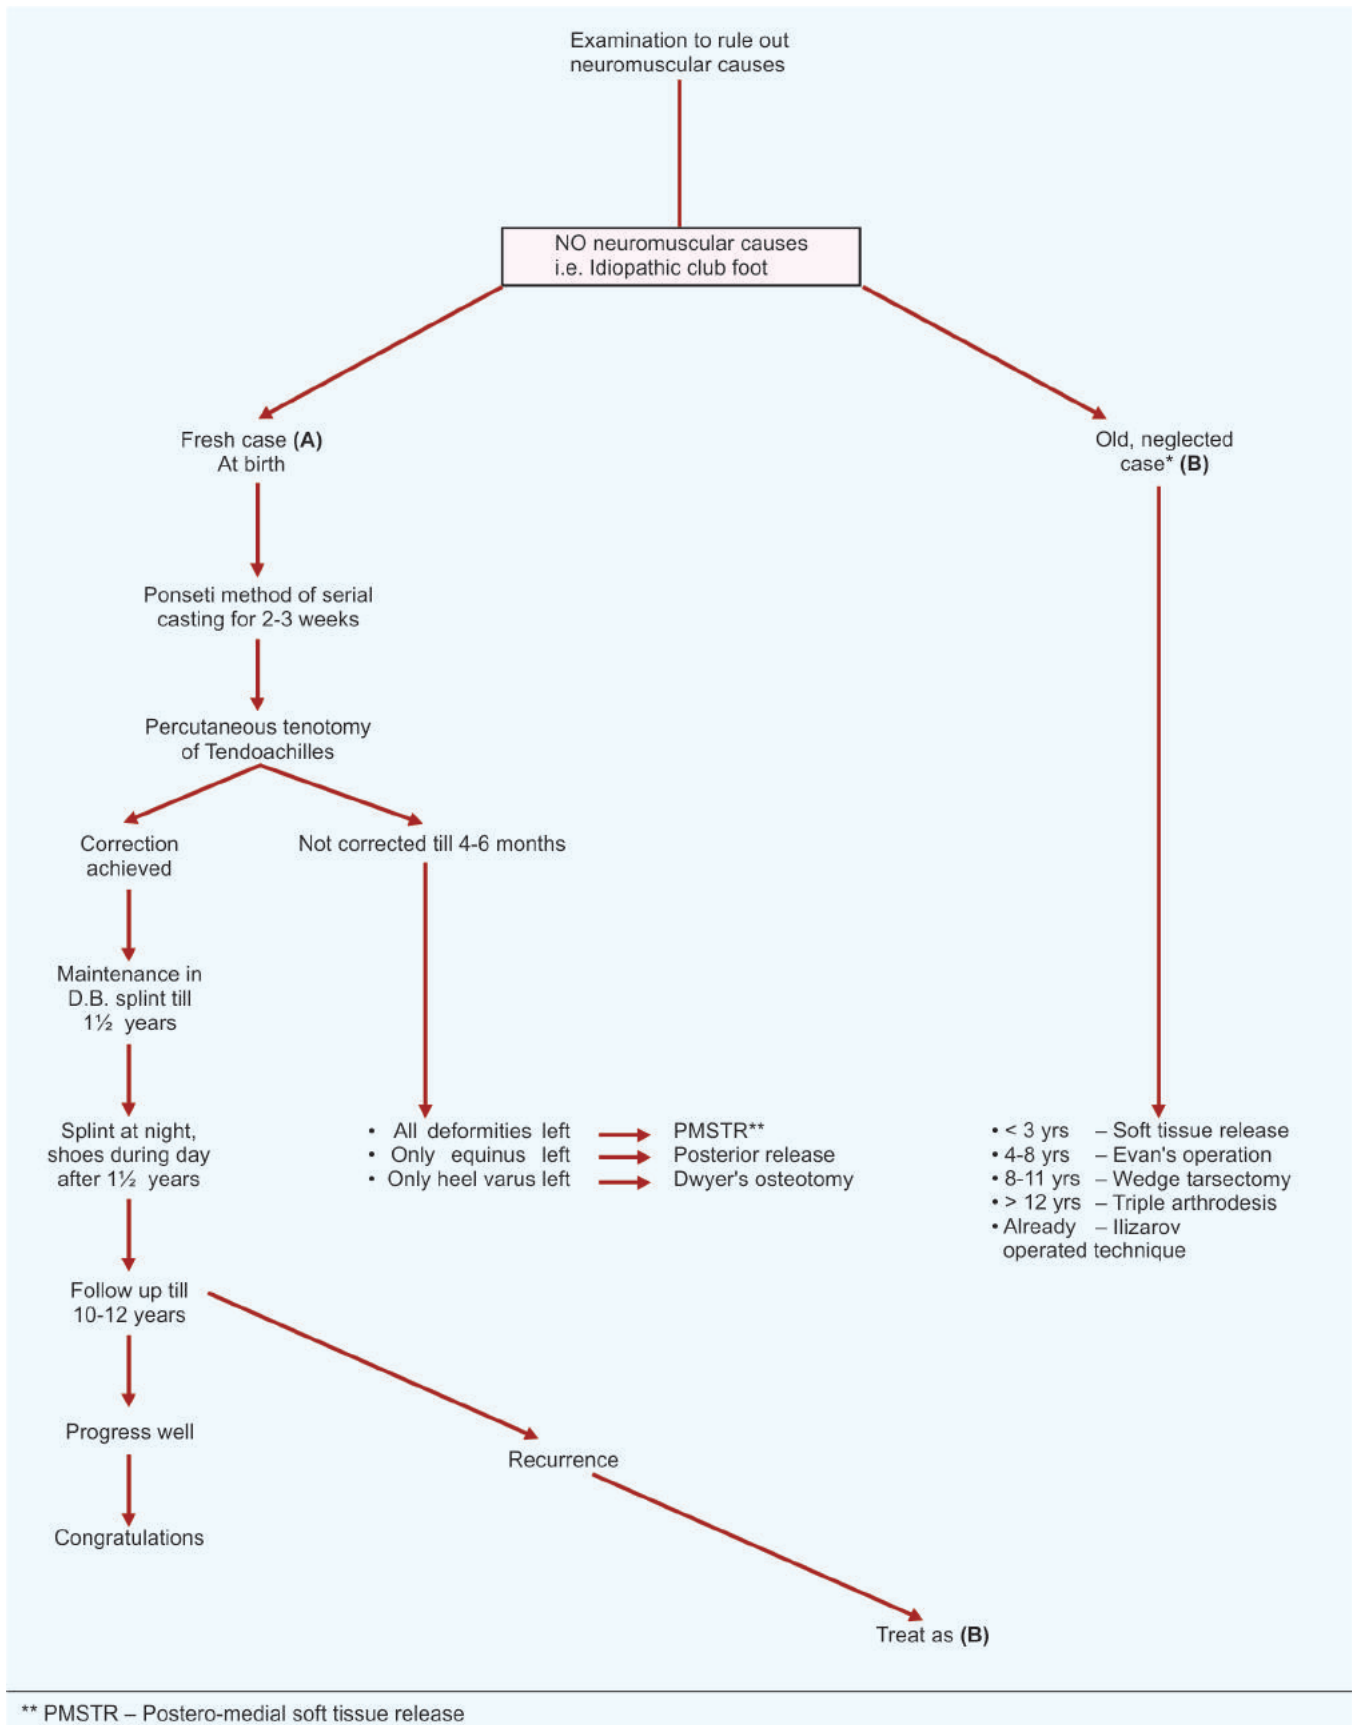 Examination to rule out
neuromuscular causes
NO neuromuscular causes
i.e. Idiopathic club foot
Fresh case (A)
At birth
Old, neglected
case* (B)
Ponseti method of serial
casting for 2-3 weeks
Percutaneous tenotomy
of Tendoachilles
Correction
achieved
Not corrected till 4-6 months
Maintenance in
D.B. splint till
1½ years
Splint at night,
shoes during day
after 1½ years
• All deformities left PMSTR**
• Only equinus left Posterior release
• Only heel varus left Dwyer's osteotomy
• < 3 yrs – Soft tissue release
• 4-8 yrs – Evan's operation
• 8-11 yrs – Wedge tarsectomy
• > 12 yrs – Triple arthrodesis
• Already – Ilizarov
operated technique
Follow up till
10-12 years
Progress well
Recurrence
Congratulations
Treat as (B)
** PMSTR – Postero-medial soft tissue release